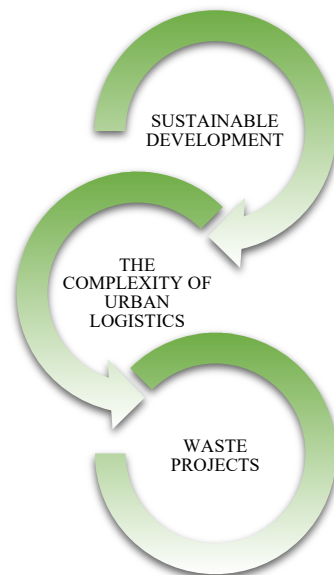 SUSTAINABLE
DEVELOPMENT
THE
COMPLEXITY OF
URBAN
LOGISTICS
WASTE
PROJECTS